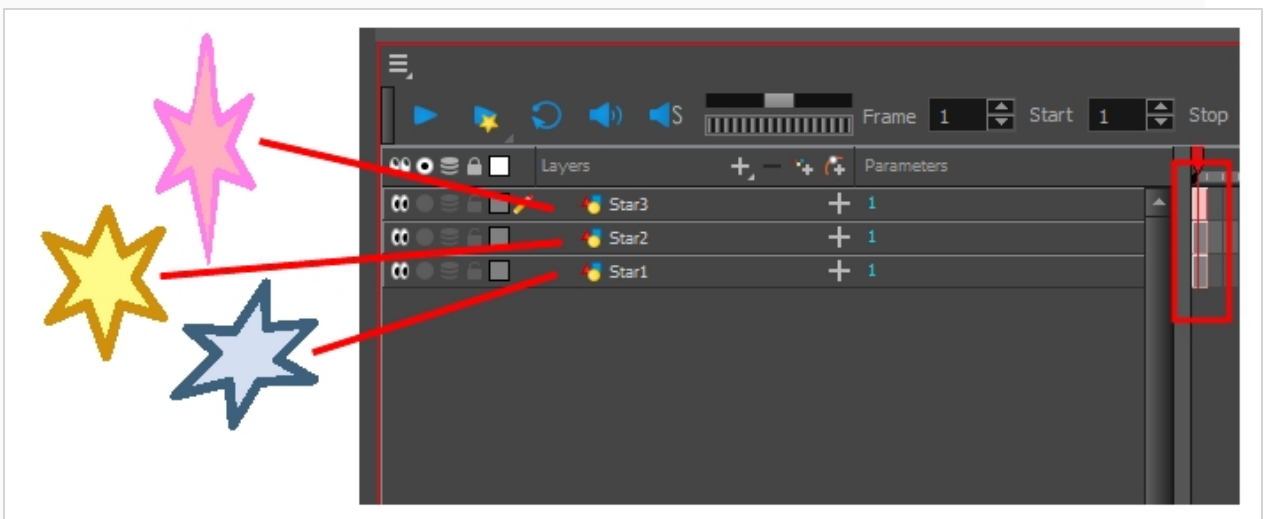 S Frame 1 Start 1 Stop
Layers Parameters
Star3 1
Star2 1
Star1 1